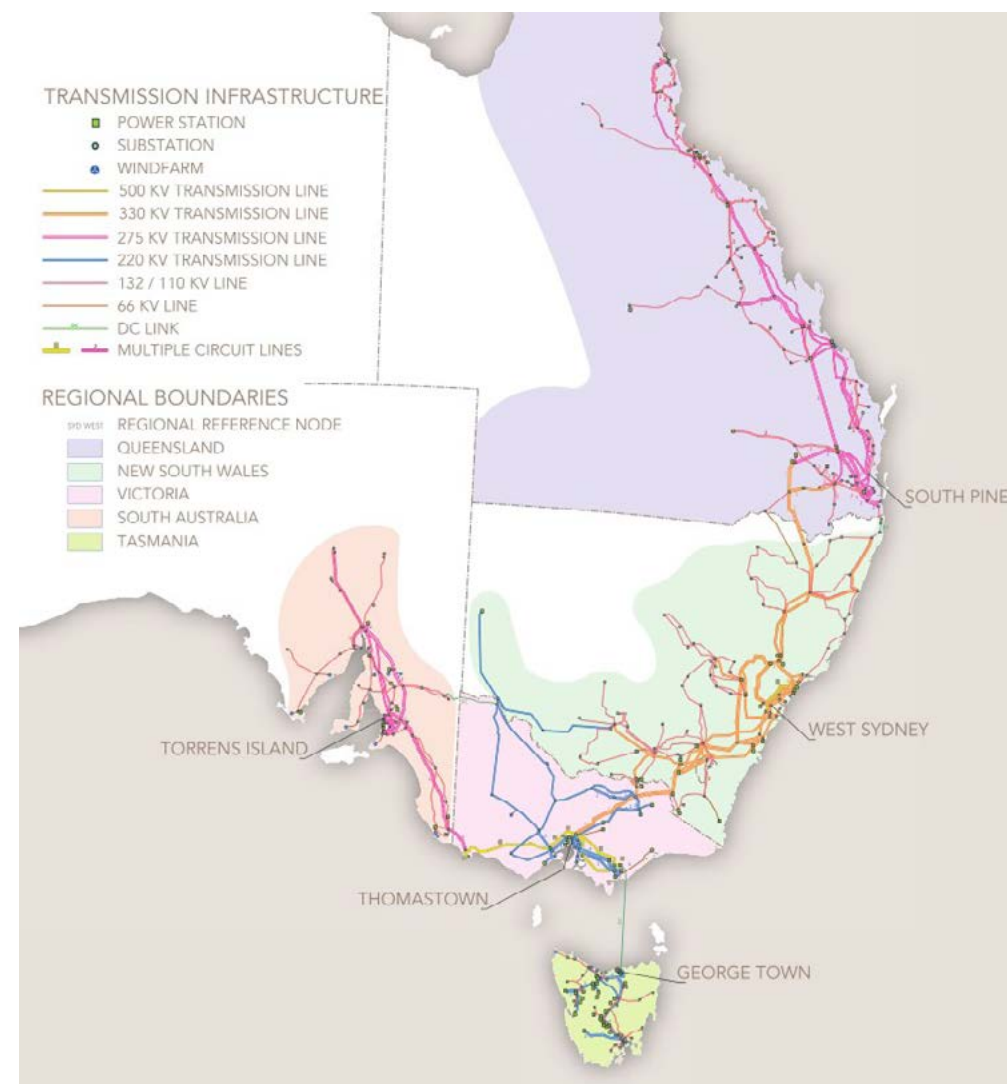 TRANSMISSION INFRASTRUCTURE
POWER STATION
SUBSTATION
WINDFARM
500 KV TRANSMISSION LINE
330 KV TRANSMISSION LINE
275 KV TRANSMISSION LINE
220 KV TRANSMISSION LINE
132 / 110 KV LINE
66 KV LINE
DC LINK
MULTIPLE CIRCUIT LINES
REGIONAL BOUNDARIES
SYD WEST REGIONAL REFERENCE NODE
QUEENSLAND
NEW SOUTH WALES
VICTORIA
SOUTH AUSTRALIA
TASMANIA
SOUTH PINE
WEST SYDNEY
TORRENS ISLAND
THOMASTOWN
GEORGE TOWN